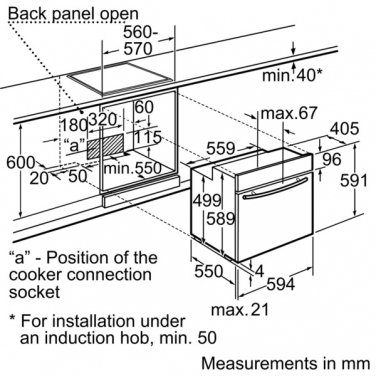 Back panel open
560-
570
min.40*
max.67
60
320
180
115
405
"a"
559
96
600
591
20
50
min.550
499
589
550
4
594
max.21
"a" - Position of the
cooker connection
socket
* For installation under
an induction hob, min. 50
Measurements in mm